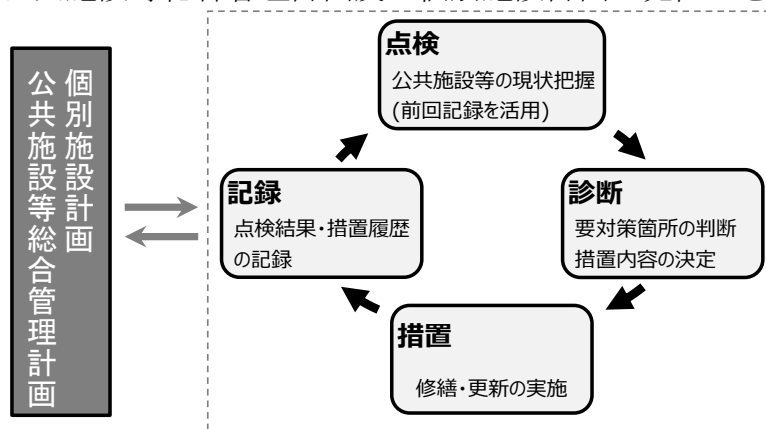 個別施設計画
公共施設等総合管理計画
点検
公共施設等の現状把握
(前回記録を活用)
診断
要対策箇所の判断
措置内容の決定
措置
修繕・更新の実施
記録
点検結果・措置履歴
の記録